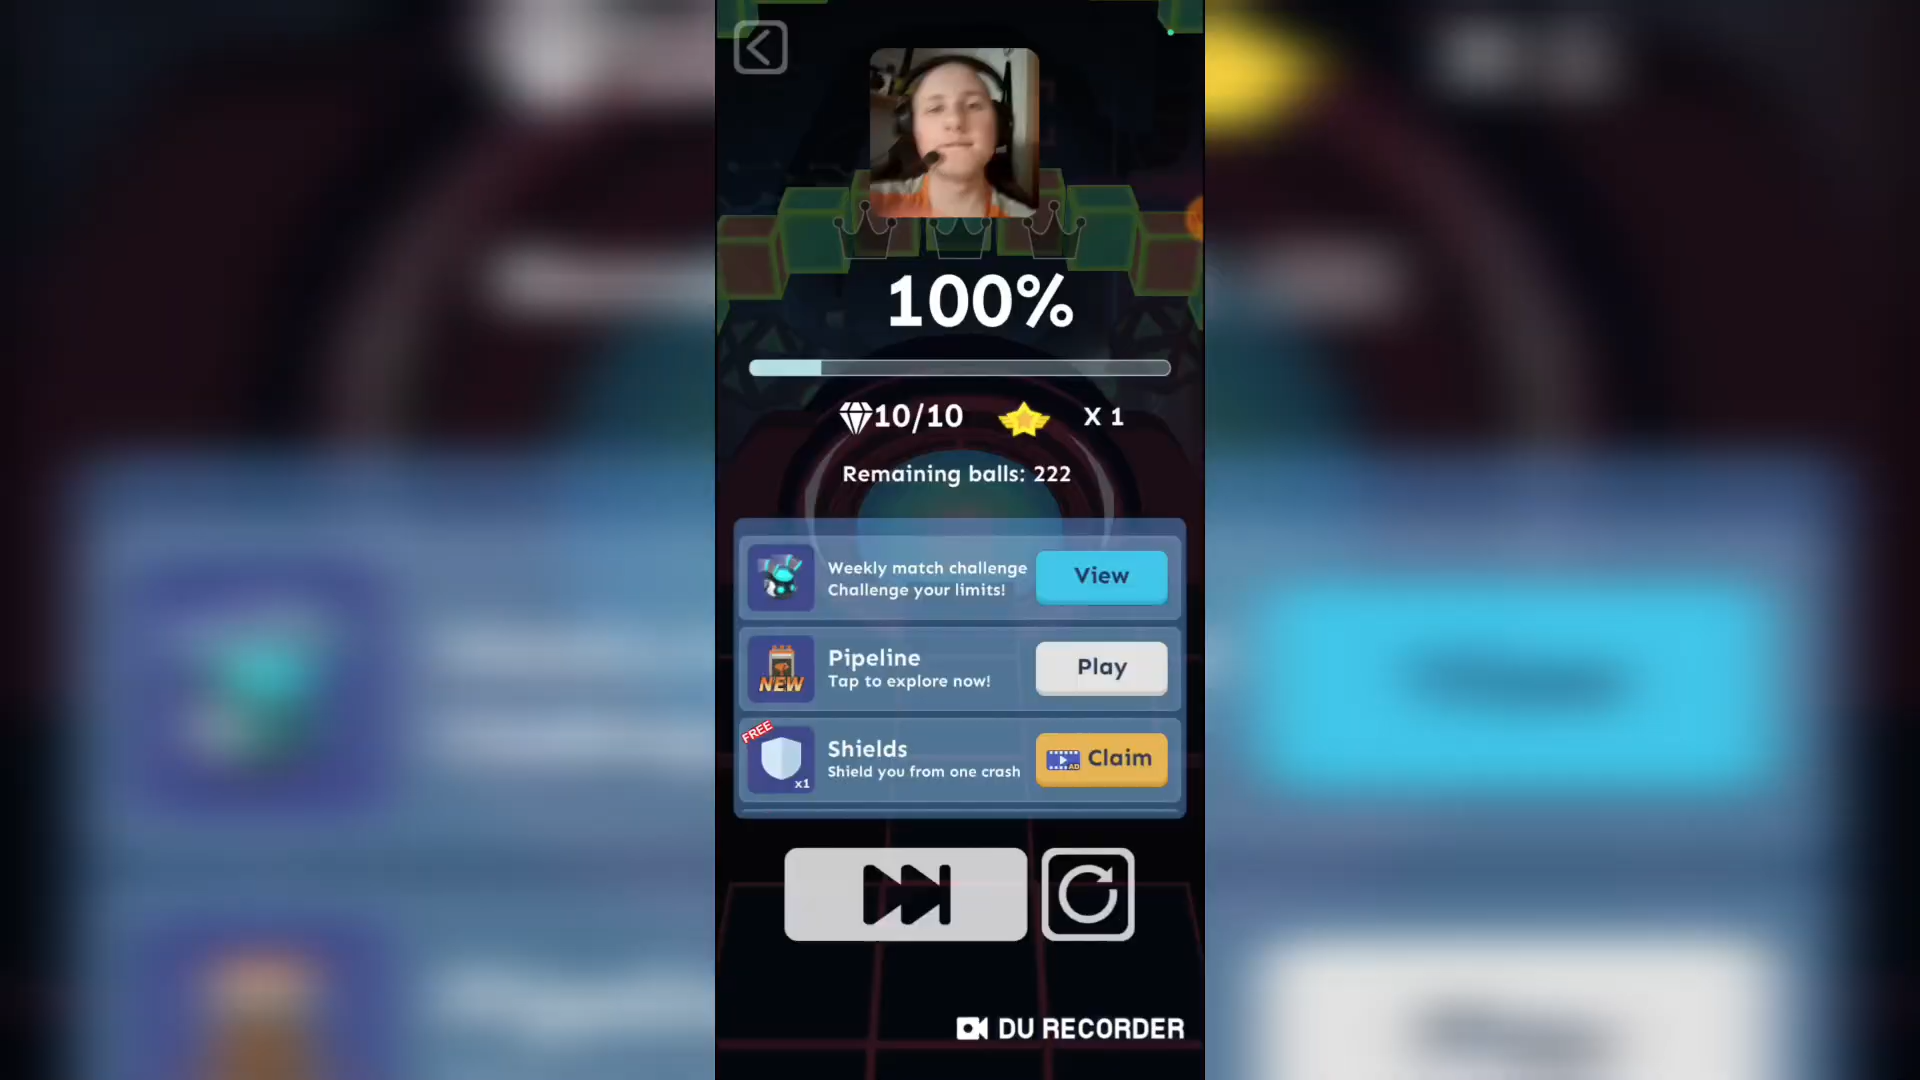 100%
10/10
X 1
Remaining balls: 222
Weekly match challenge
Challenge your limits!
View
NEW
Pipeline
Tap to explore now!
Play
FREE
x1
Shields
Shield you from one crash
AD
Claim
DU RECORDER